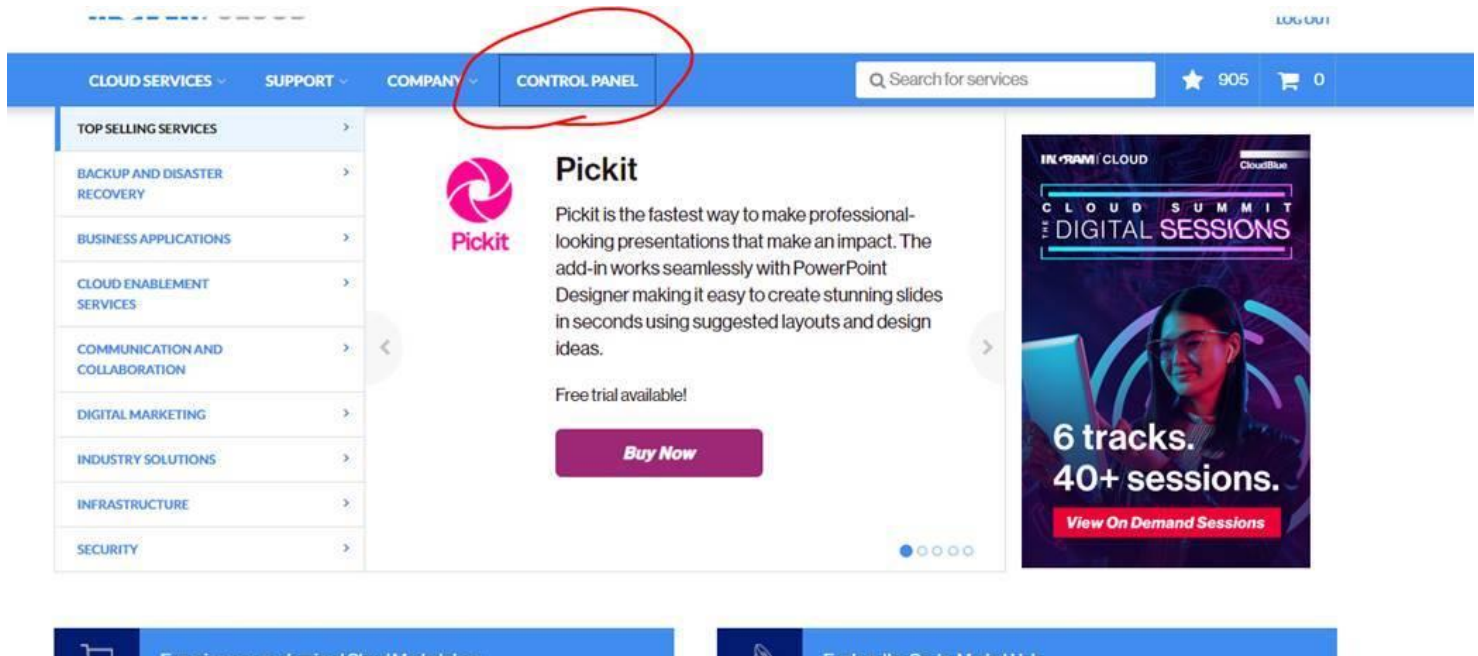 LOG OUT
CLOUD SERVICES SUPPORT COMPANY CONTROL PANEL Search for services 905 0
TOP SELLING SERVICES
BACKUP AND DISASTER
RECOVERY
BUSINESS APPLICATIONS
CLOUD ENABLEMENT
SERVICES
COMMUNICATION AND
COLLABORATION
DIGITAL MARKETING
INDUSTRY SOLUTIONS
INFRASTRUCTURE
SECURITY
Pickit
Pickit
Pickit is the fastest way to make professional-
looking presentations that make an impact. The
add-in works seamlessly with PowerPoint
Designer making it easy to create stunning slides
in seconds using suggested layouts and design
ideas.
Free trial available!
Buy Now
INGRAM CLOUD
CloudBlue
CLOUD SUMMIT
THE DIGITAL SESSIONS
6 tracks.
40+ sessions.
View On Demand Sessions